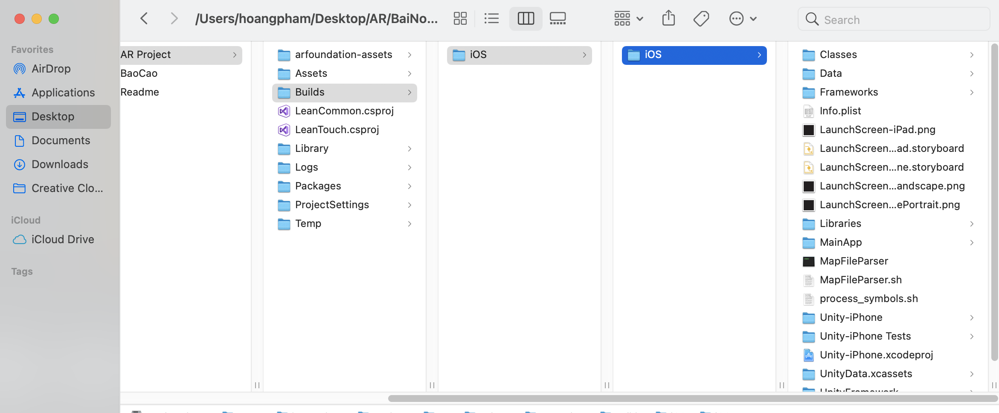 /Users/hoangpham/Desktop/AR/BaiNo...
Search
Favorites
AirDrop
Applications
Desktop
Documents
Downloads
Creative Clo...
iCloud
iCloud Drive
Tags
AR Project
BaoCao
Readme
arfoundation-assets
Assets
Builds
LeanCommon.csproj
LeanTouch.csproj
Library
Logs
Packages
ProjectSettings
Temp
iOS
iOS
Classes
Data
Frameworks
Info.plist
LaunchScreen-iPad.png
LaunchScreen...ad.storyboard
LaunchScreen...ne.storyboard
LaunchScreen...andscape.png
LaunchScreen...ePortrait.png
Libraries
MainApp
MapFileParser
MapFileParser.sh
process_symbols.sh
Unity-iPhone
Unity-iPhone Tests
Unity-iPhone.xcodeproj
UnityData.xcassets
UnityFramework